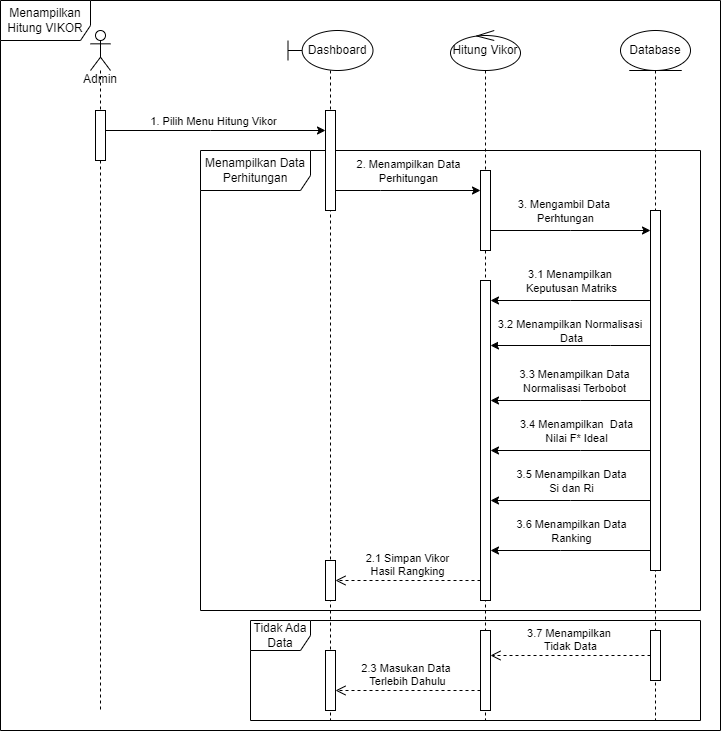 Menampilkan
Hitung VIKOR
Admin
Dashboard
Hitung Vikor
Database
1. Pilih Menu Hitung Vikor
Menampilkan Data
Perhitungan
2. Menampilkan Data
Perhitungan
3. Mengambil Data
Perhtungan
3.1 Menampilkan
Keputusan Matriks
3.2 Menampilkan Normalisasi
Data
3.3 Menampilkan Data
Normalisasi Terbobot
3.4 Menampilkan Data
Nilai F* Ideal
3.5 Menampilkan Data
Si dan Ri
3.6 Menampilkan Data
Ranking
2.1 Simpan Vikor
Hasil Rangking
Tidak Ada
Data
3.7 Menampilkan
Tidak Data
2.3 Masukan Data
Terlebih Dahulu